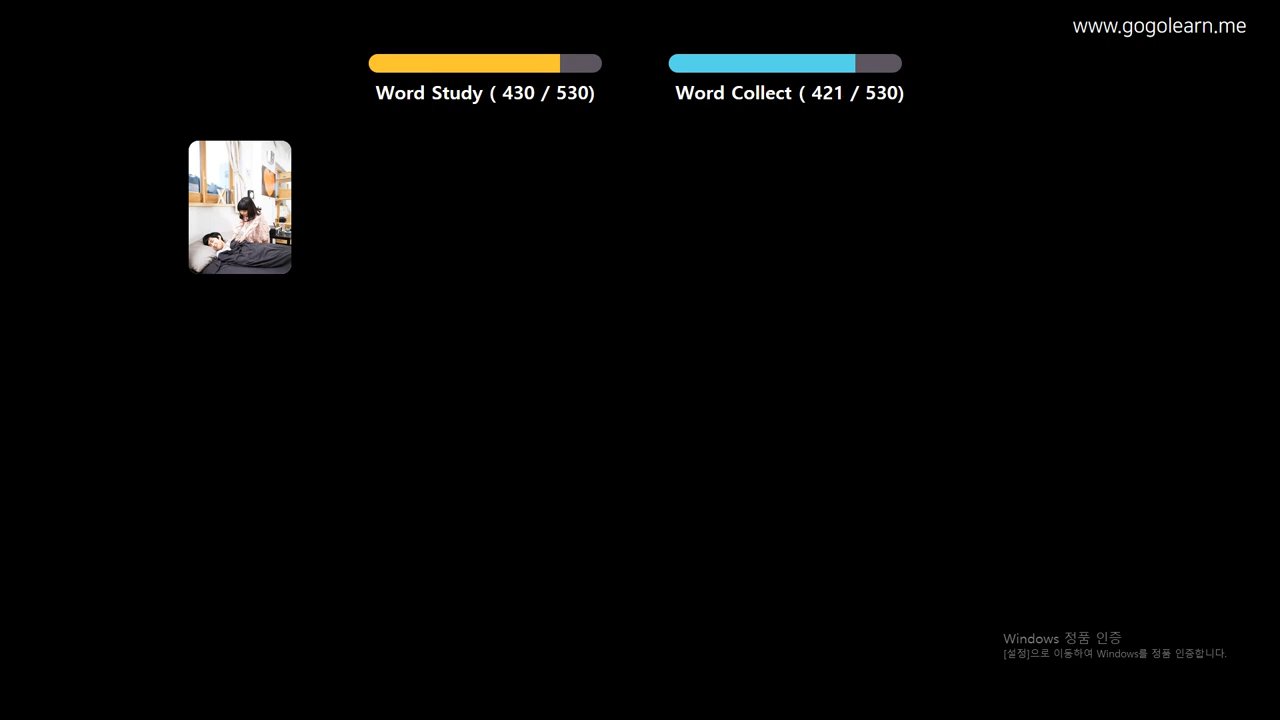 www.gogolearn.me
Word Study ( 430 / 530)
Word Collect ( 421 / 530)
Windows 정품 인증
[설정]으로 이동하여 Windows를 정품 인증합니다.